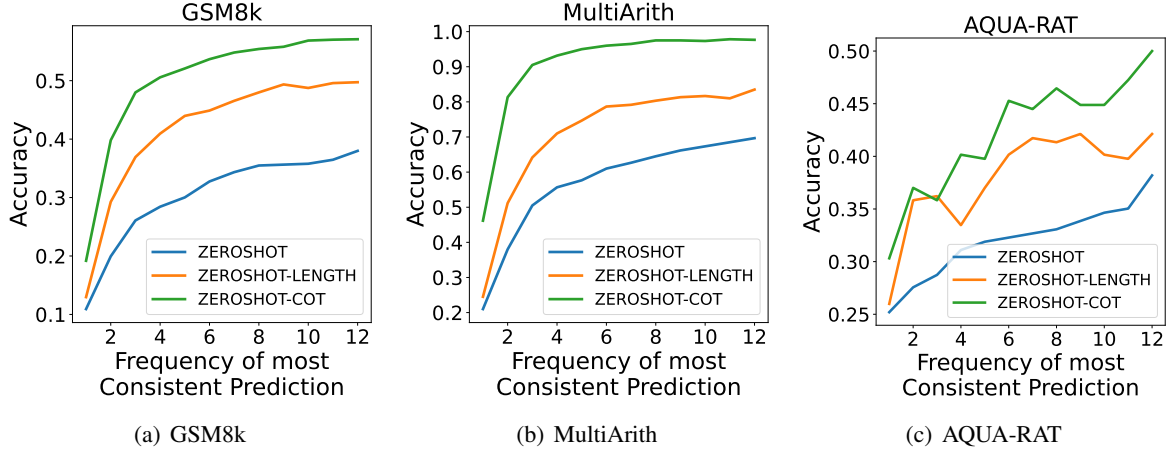 GSM8k
Accuracy
0.5
0.4
0.3
0.2
0.1
ZEROSHOT
ZEROSHOT-LENGTH
ZEROSHOT-COT
2 4 6 8 10 12
Frequency of most
Consistent Prediction
(a) GSM8k
MultiArith
Accuracy
1.0
0.9
0.8
0.7
0.6
0.5
0.4
0.3
0.2
ZEROSHOT
ZEROSHOT-LENGTH
ZEROSHOT-COT
2 4 6 8 10 12
Frequency of most
Consistent Prediction
(b) MultiArith
AQUA-RAT
Accuracy
0.50
0.45
0.40
0.35
0.30
0.25
ZEROSHOT
ZEROSHOT-LENGTH
ZEROSHOT-COT
2 4 6 8 10 12
Frequency of most
Consistent Prediction
(c) AQUA-RAT